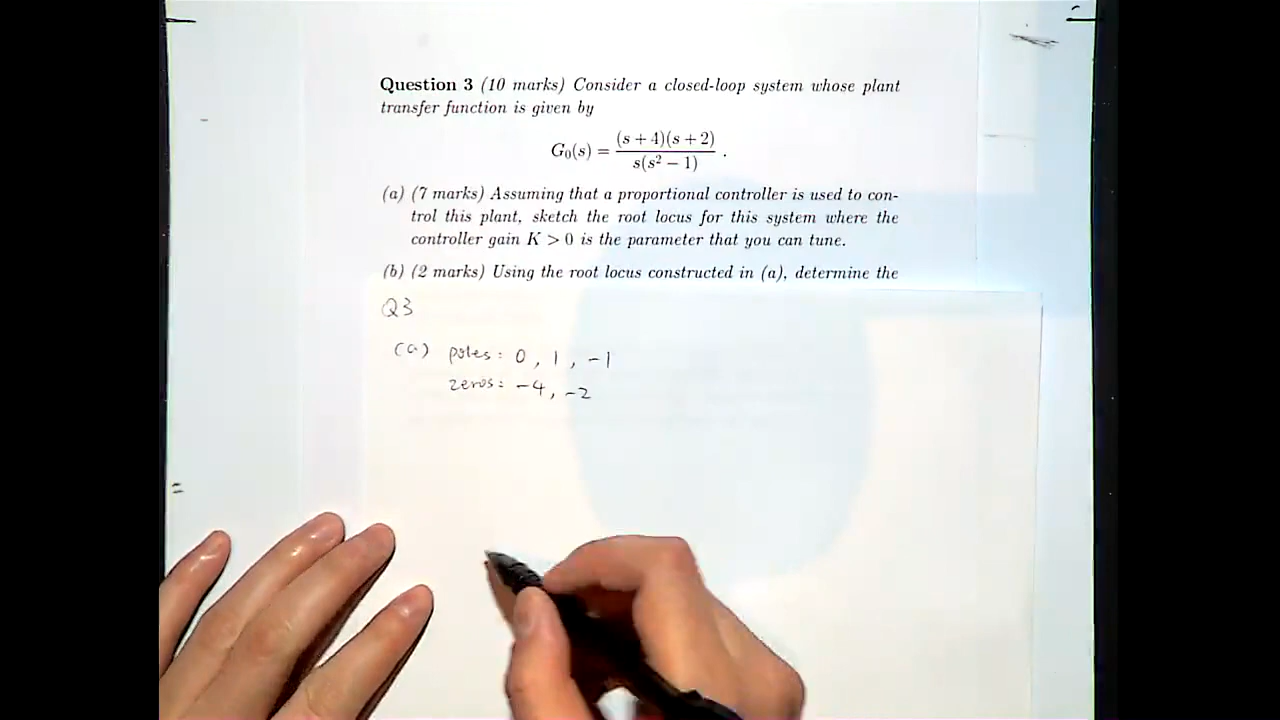 Question 3 (10 marks) Consider a closed-loop system whose plant
transfer function is given by
G₀(s) = (s + 4)(s + 2) / s(s² − 1) .
(a) (7 marks) Assuming that a proportional controller is used to con-
trol this plant, sketch the root locus for this system where the
controller gain K > 0 is the parameter that you can tune.
(b) (2 marks) Using the root locus constructed in (a), determine the
Q3
(a) poles: 0, 1, -1
zeros: -4, -2